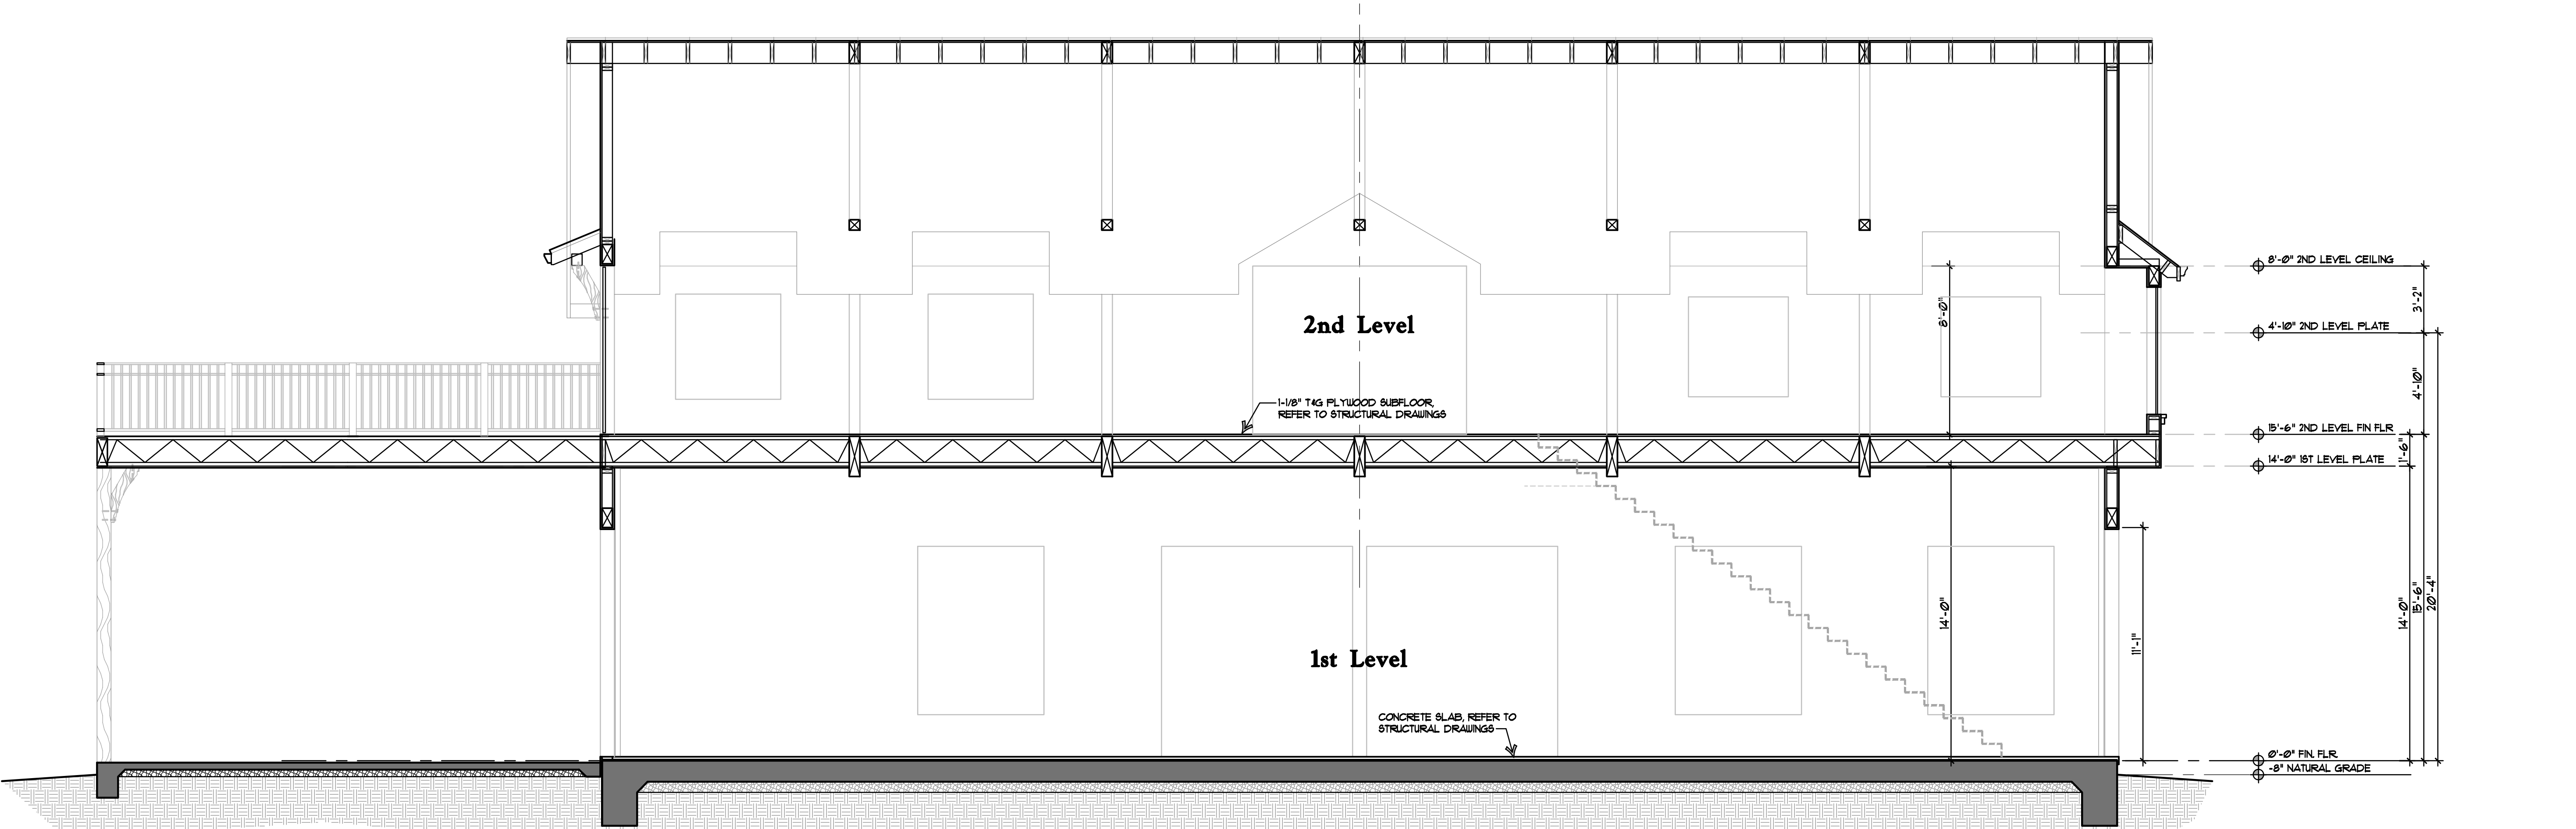 8'-0" 2ND LEVEL CEILING
3'-2"
8'-0"
2nd Level
4'-10" 2ND LEVEL PLATE
4'-10"
1-1/8" T&G PLYWOOD SUBFLOOR,
REFER TO STRUCTURAL DRAWINGS
15'-6" 2ND LEVEL FIN FLR
1'-6"
14'-0" 1ST LEVEL PLATE
14'-0"
11'-1"
14'-0"
15'-6"
20'-4"
1st Level
CONCRETE SLAB, REFER TO
STRUCTURAL DRAWINGS
0'-0" FIN. FLR.
-8" NATURAL GRADE